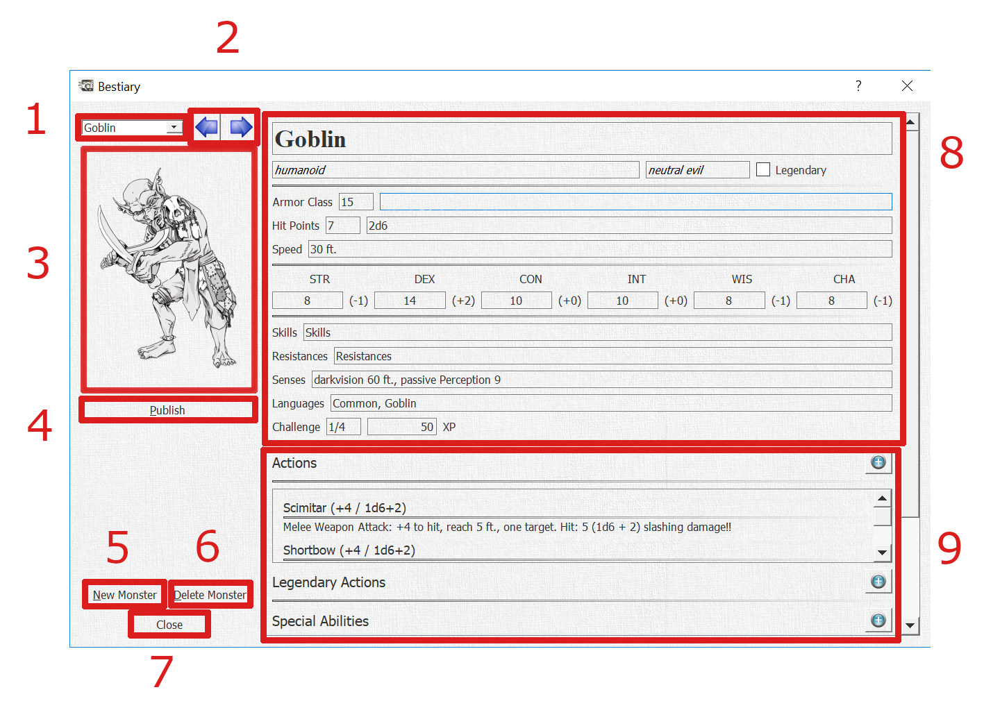 2
Bestiary ?
1
Goblin
Goblin
8
humanoid neutral evil Legendary
Armor Class 15
Hit Points 7 2d6
3
Speed 30 ft.
STR DEX CON INT WIS CHA
8 (-1) 14 (+2) 10 (+0) 10 (+0) 8 (-1) 8 (-1)
Skills Skills
Resistances Resistances
Senses darkvision 60 ft., passive Perception 9
Languages Common, Goblin
4
Publish
Challenge 1/4 50 XP
Actions
Scimitar (+4 / 1d6+2)
Melee Weapon Attack: +4 to hit, reach 5 ft., one target. Hit: 5 (1d6 + 2) slashing damage!!
Shortbow (+4 / 1d6+2)
5 6
9
Legendary Actions
New Monster Delete Monster
Special Abilities
Close
7